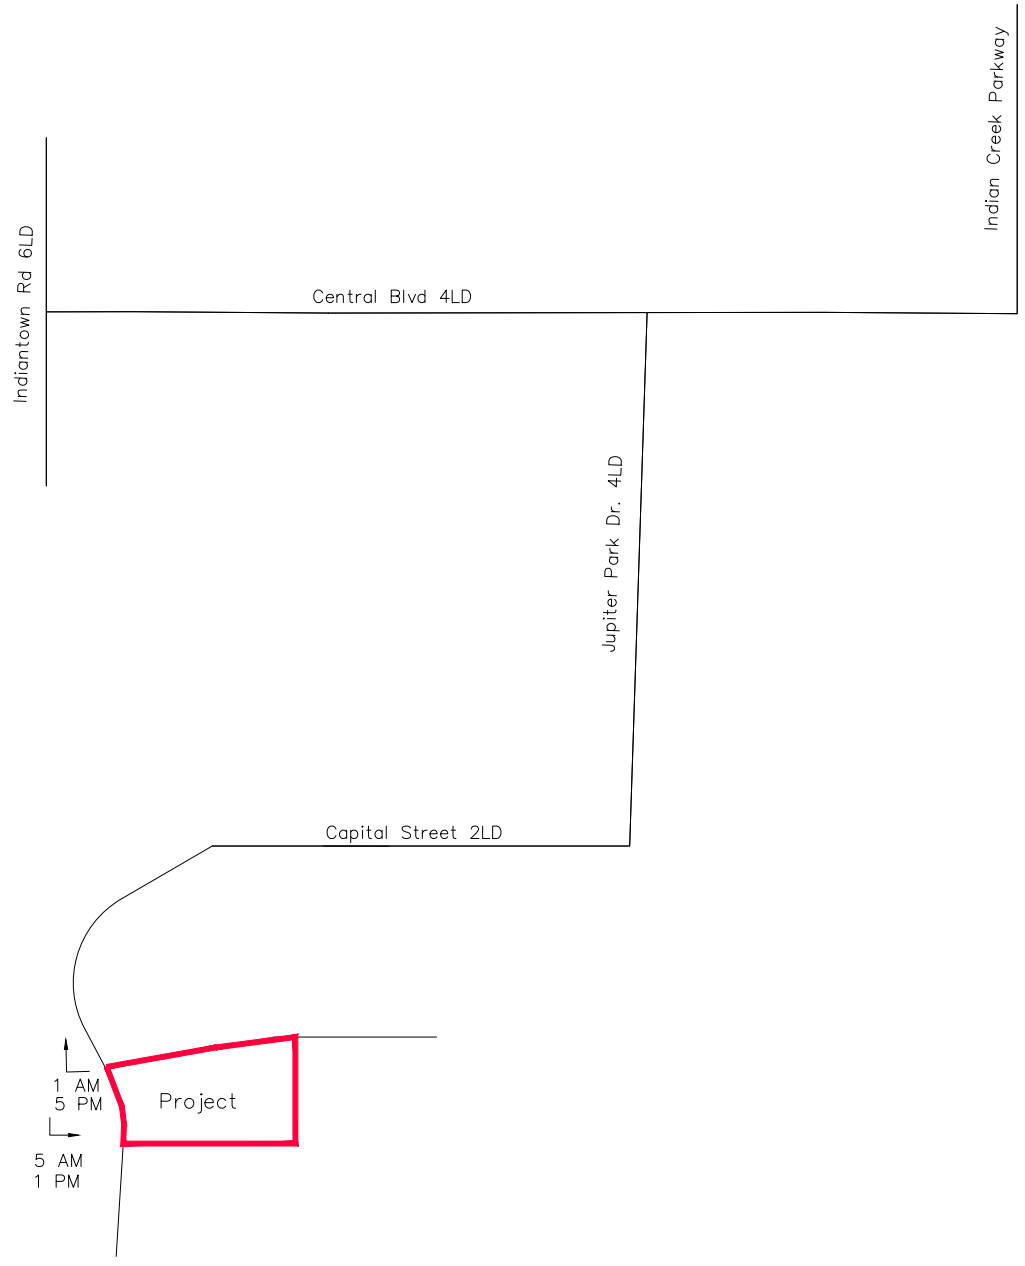 Indian Creek Parkway
Indiantown Rd 6LD
Central Blvd 4LD
Jupiter Park Dr. 4LD
Capital Street 2LD
1 AM
5 PM
Project
5 AM
1 PM